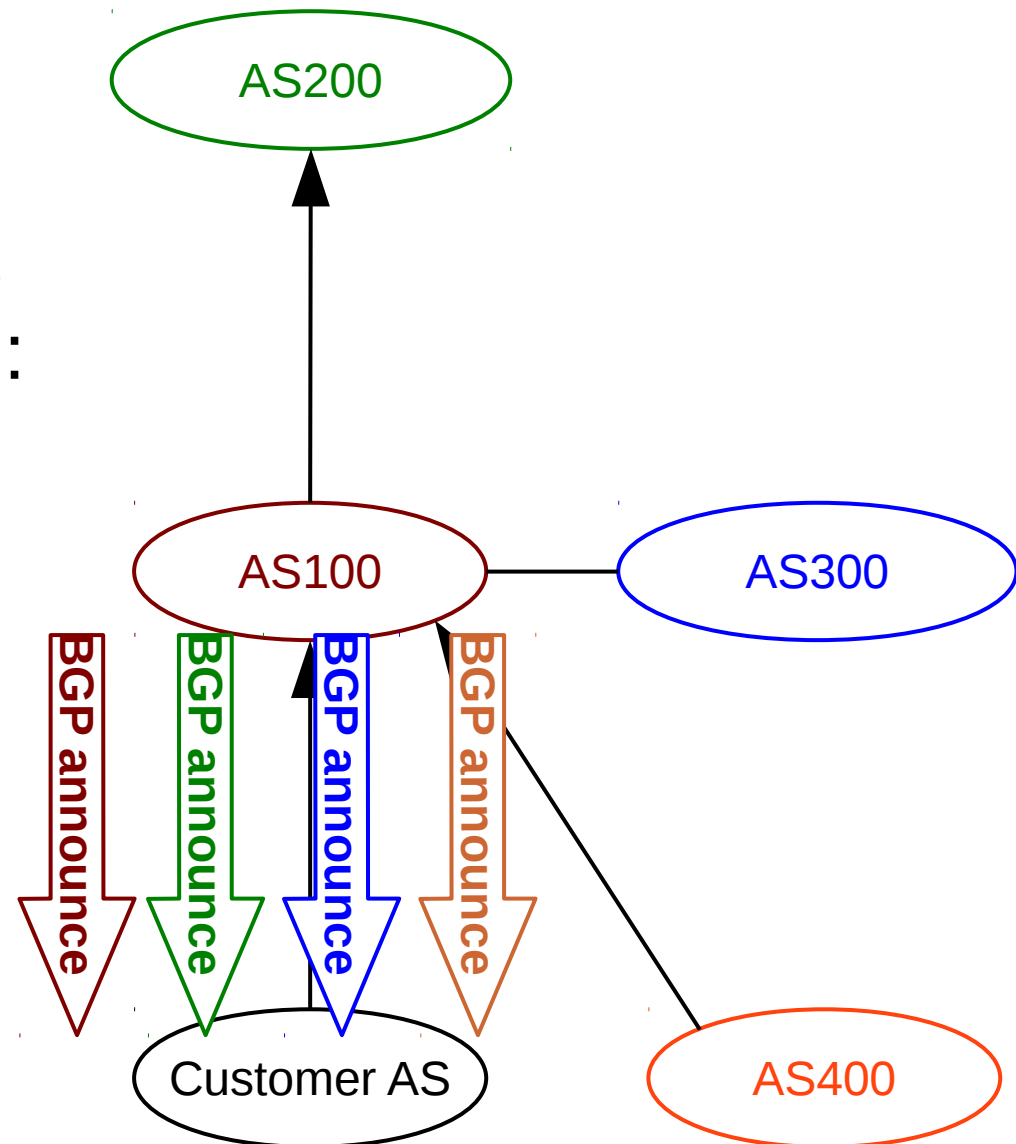 AS200
:
AS100
AS300
BGP announce
BGP announce
BGP announce
BGP announce
Customer AS
AS400